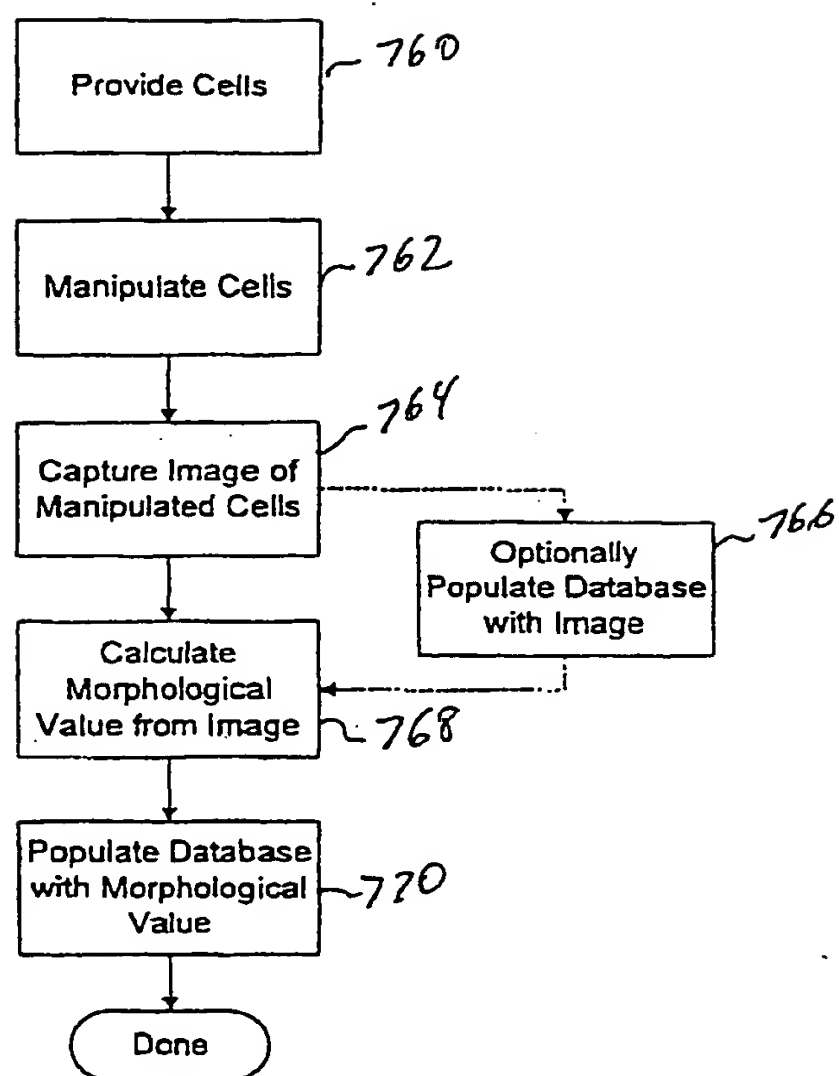 Provide Cells
760
Manipulate Cells
762
Capture Image of
Manipulated Cells
764
Optionally
Populate Database
with Image
766
Calculate
Morphological
Value from Image
768
Populate Database
with Morphological
Value
770
Done